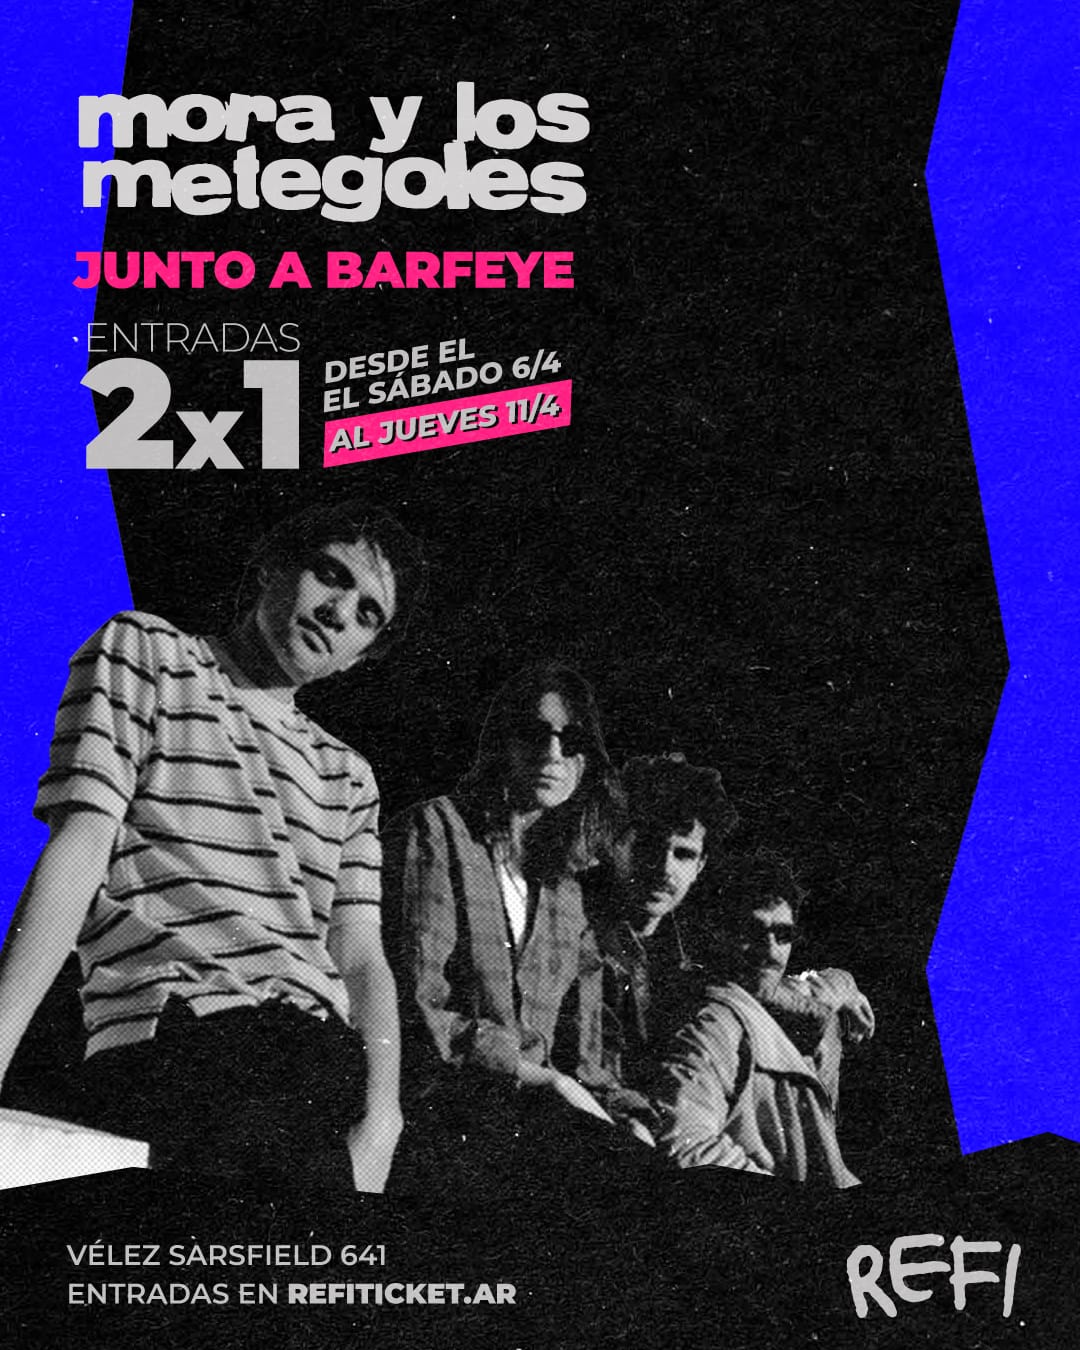 mora y los
metegoles
JUNTO A BARFEYE
ENTRADAS
2x1
DESDE EL
EL SÁBADO 6/4
AL JUEVES 11/4
VÉLEZ SARSFIELD 641
ENTRADAS EN REFITICKET.AR
REFI